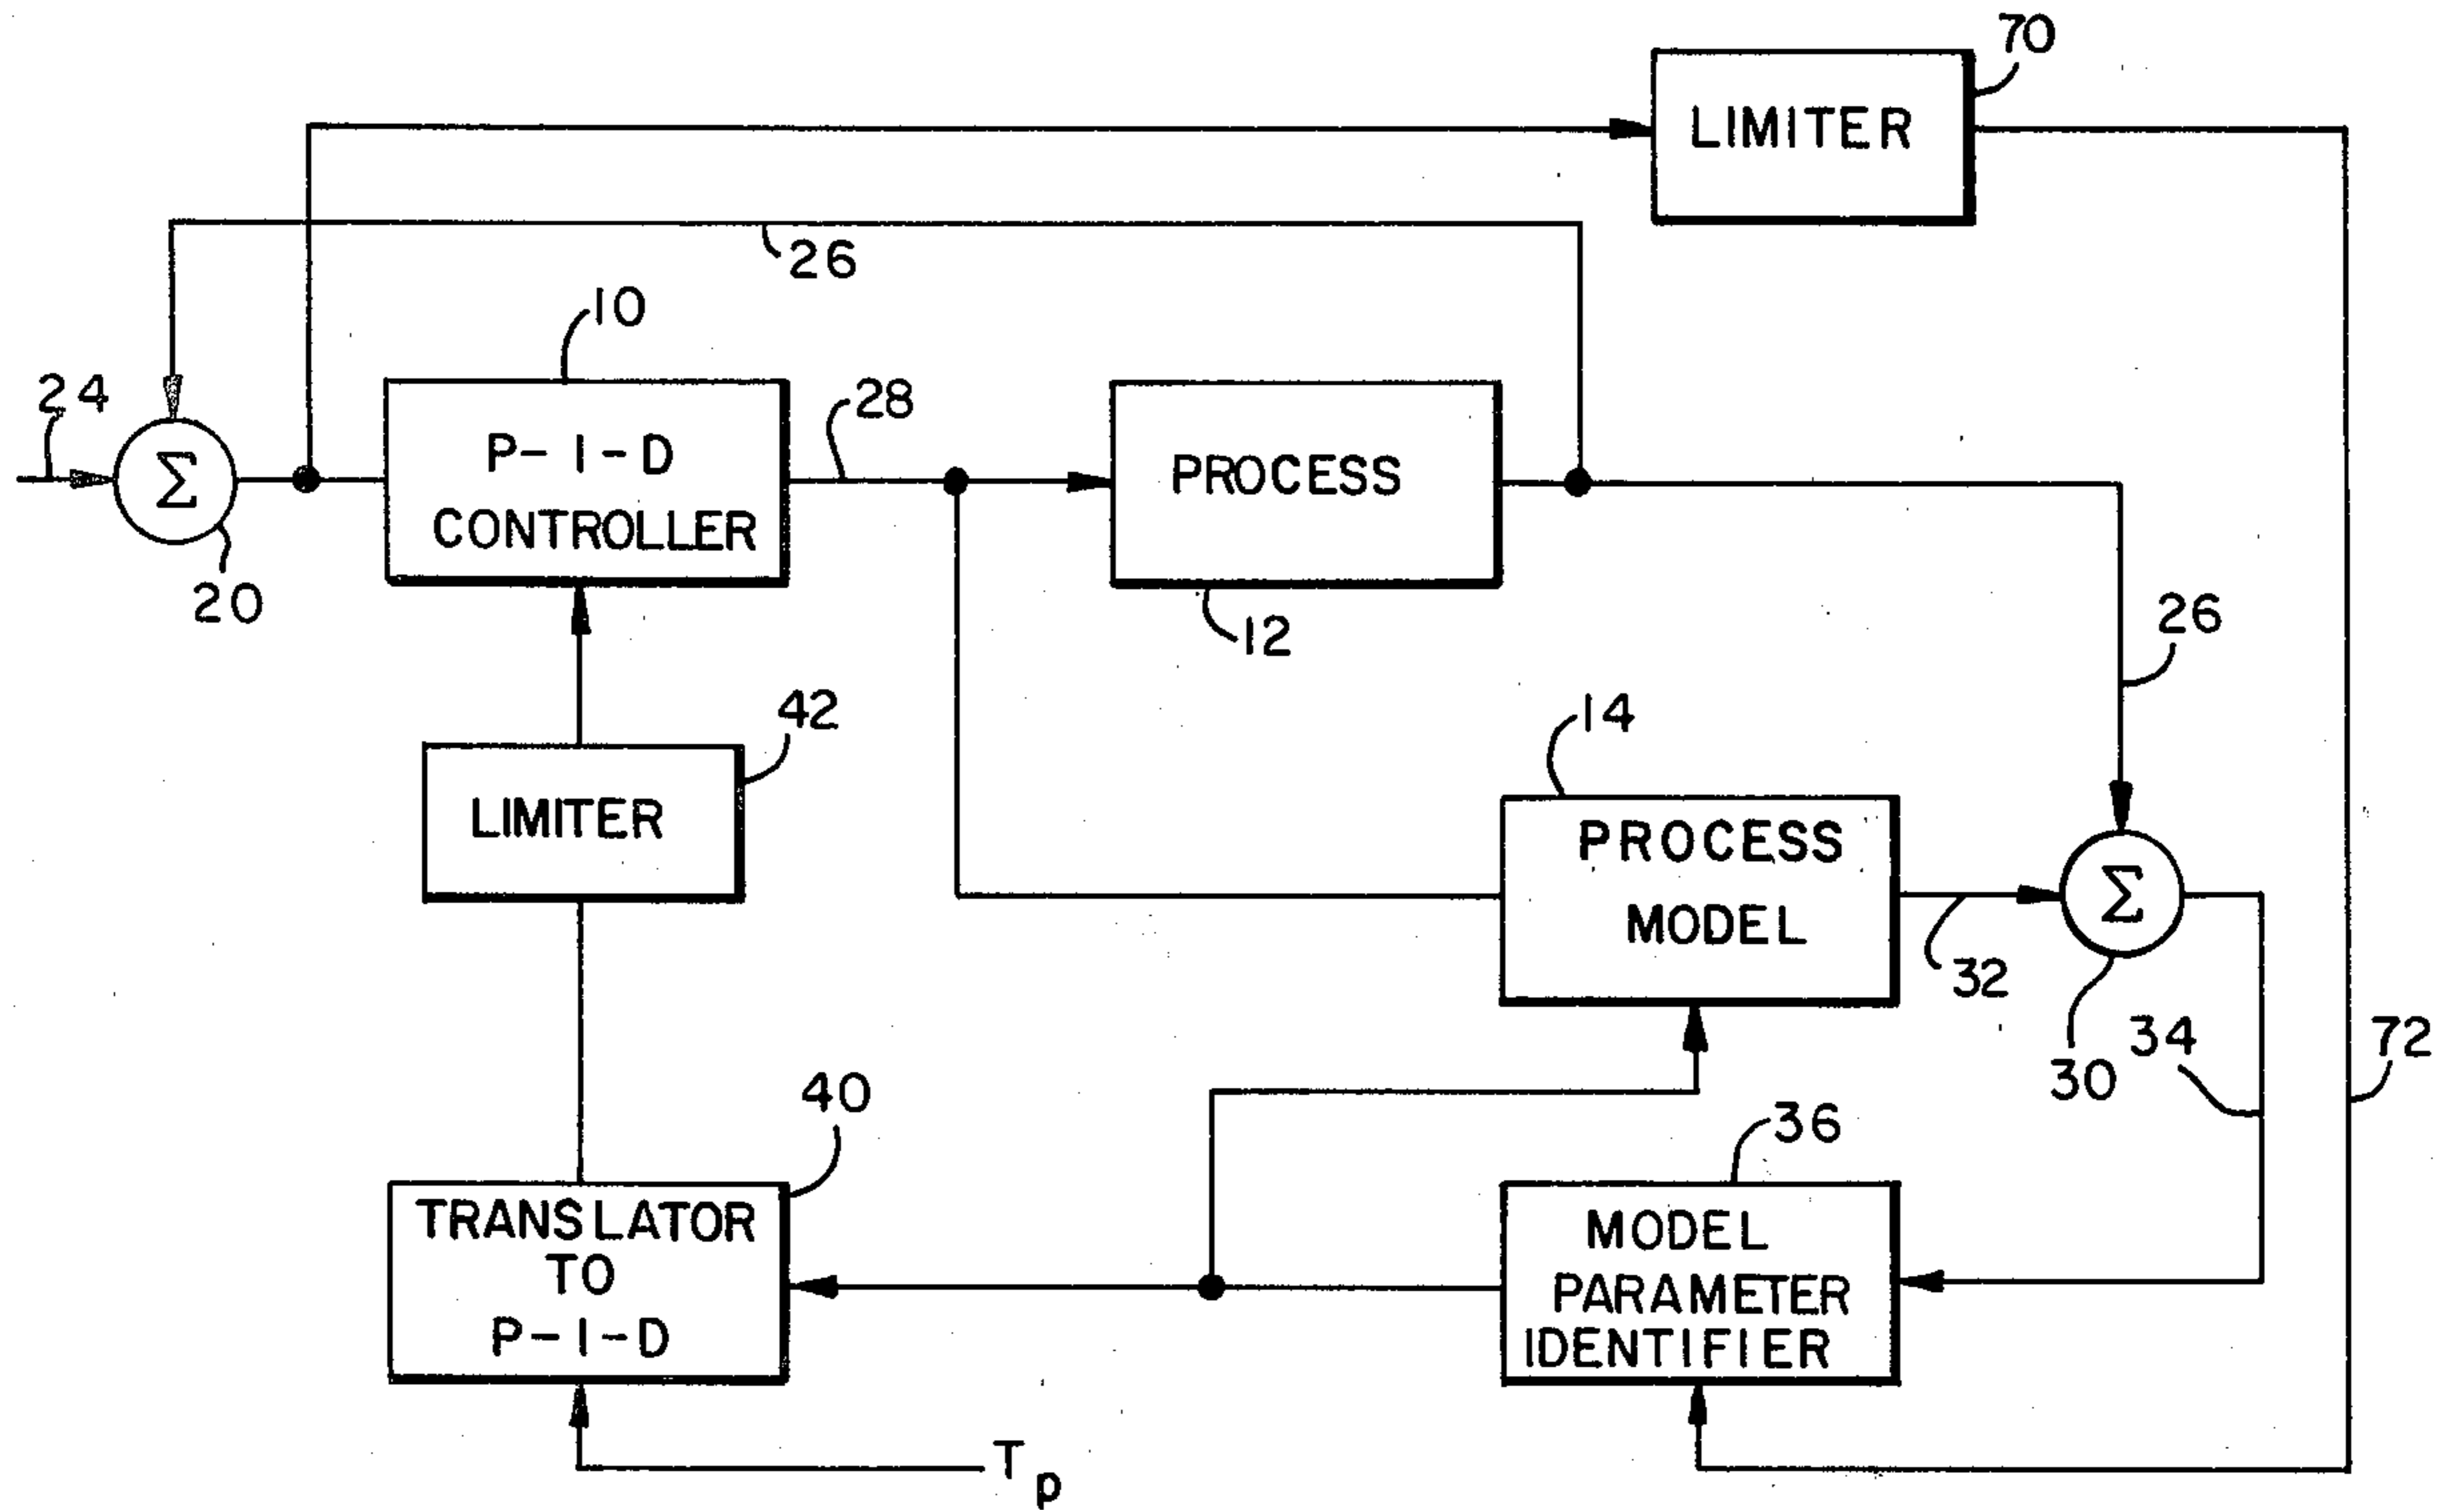 70
LIMITER
26
10
24
28
P-I-D
CONTROLLER
Σ
PROCESS
20
12
26
42
14
LIMITER
PROCESS
MODEL
Σ
32
34
72
30
40
36
TRANSLATOR
TO
P-I-D
MODEL
PARAMETER
IDENTIFIER
Tp